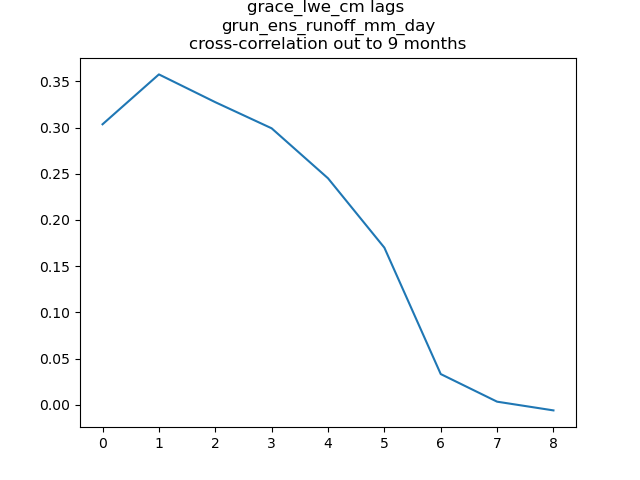 grace_lwe_cm lags
grun_ens_runoff_mm_day
cross-correlation out to 9 months
0.35
0.30
0.25
0.20
0.15
0.10
0.05
0.00
0 1 2 3 4 5 6 7 8